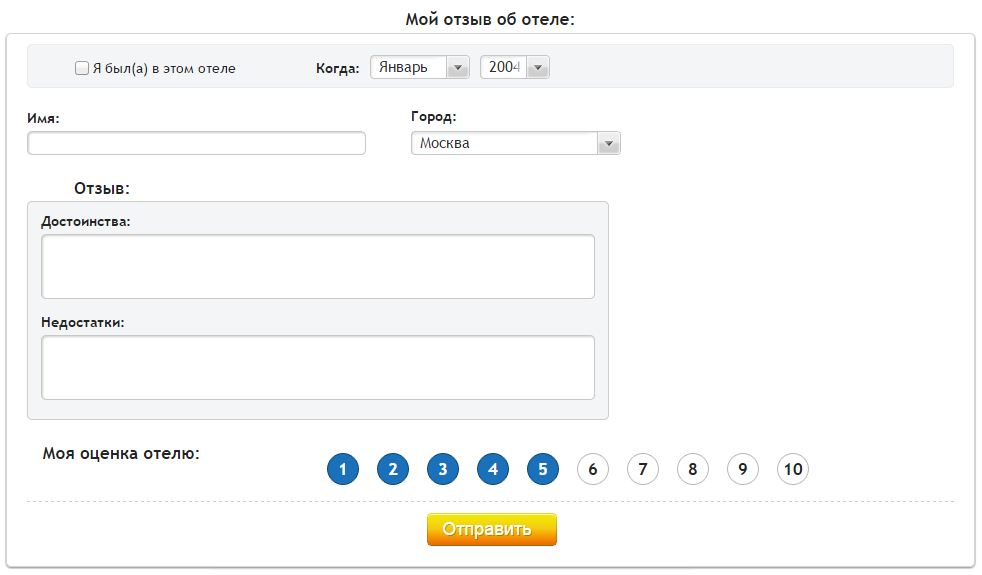 Мой отзыв об отеле:
Я был(а) в этом отеле Когда: Январь 2004
Имя: Город:
Москва
Отзыв:
Достоинства:
Недостатки:
Моя оценка отелю: 1 2 3 4 5 6 7 8 9 10
Отправить